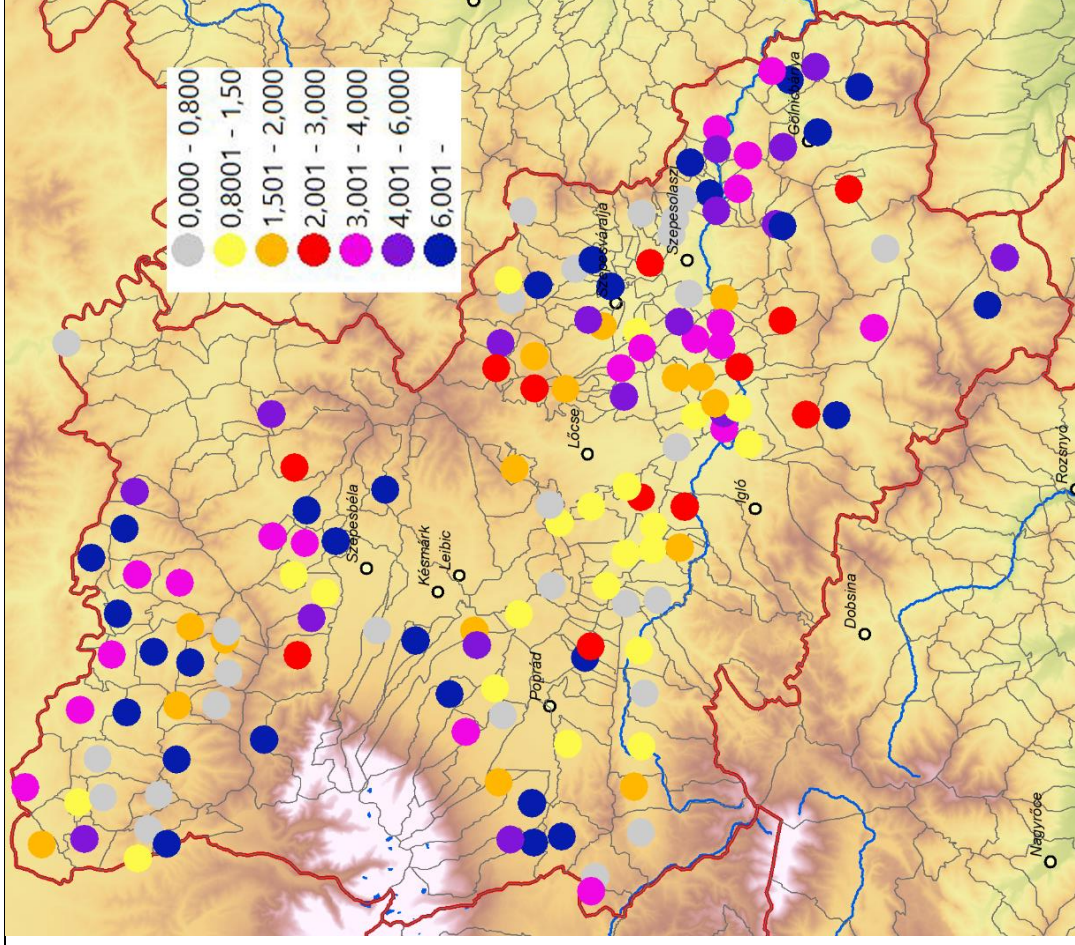 0,000 - 0,800
0,8001 - 1,50
1,501 - 2,000
2,001 - 3,000
3,001 - 4,000
4,001 - 6,000
6,001 -
Gölnicbánya
Szepesolaszi
Szepesváralja
Lőcse
Szepesbéla
Késmárk
Leibic
Igló
Rozsnyó
Dobsina
Poprád
Nagyrőce